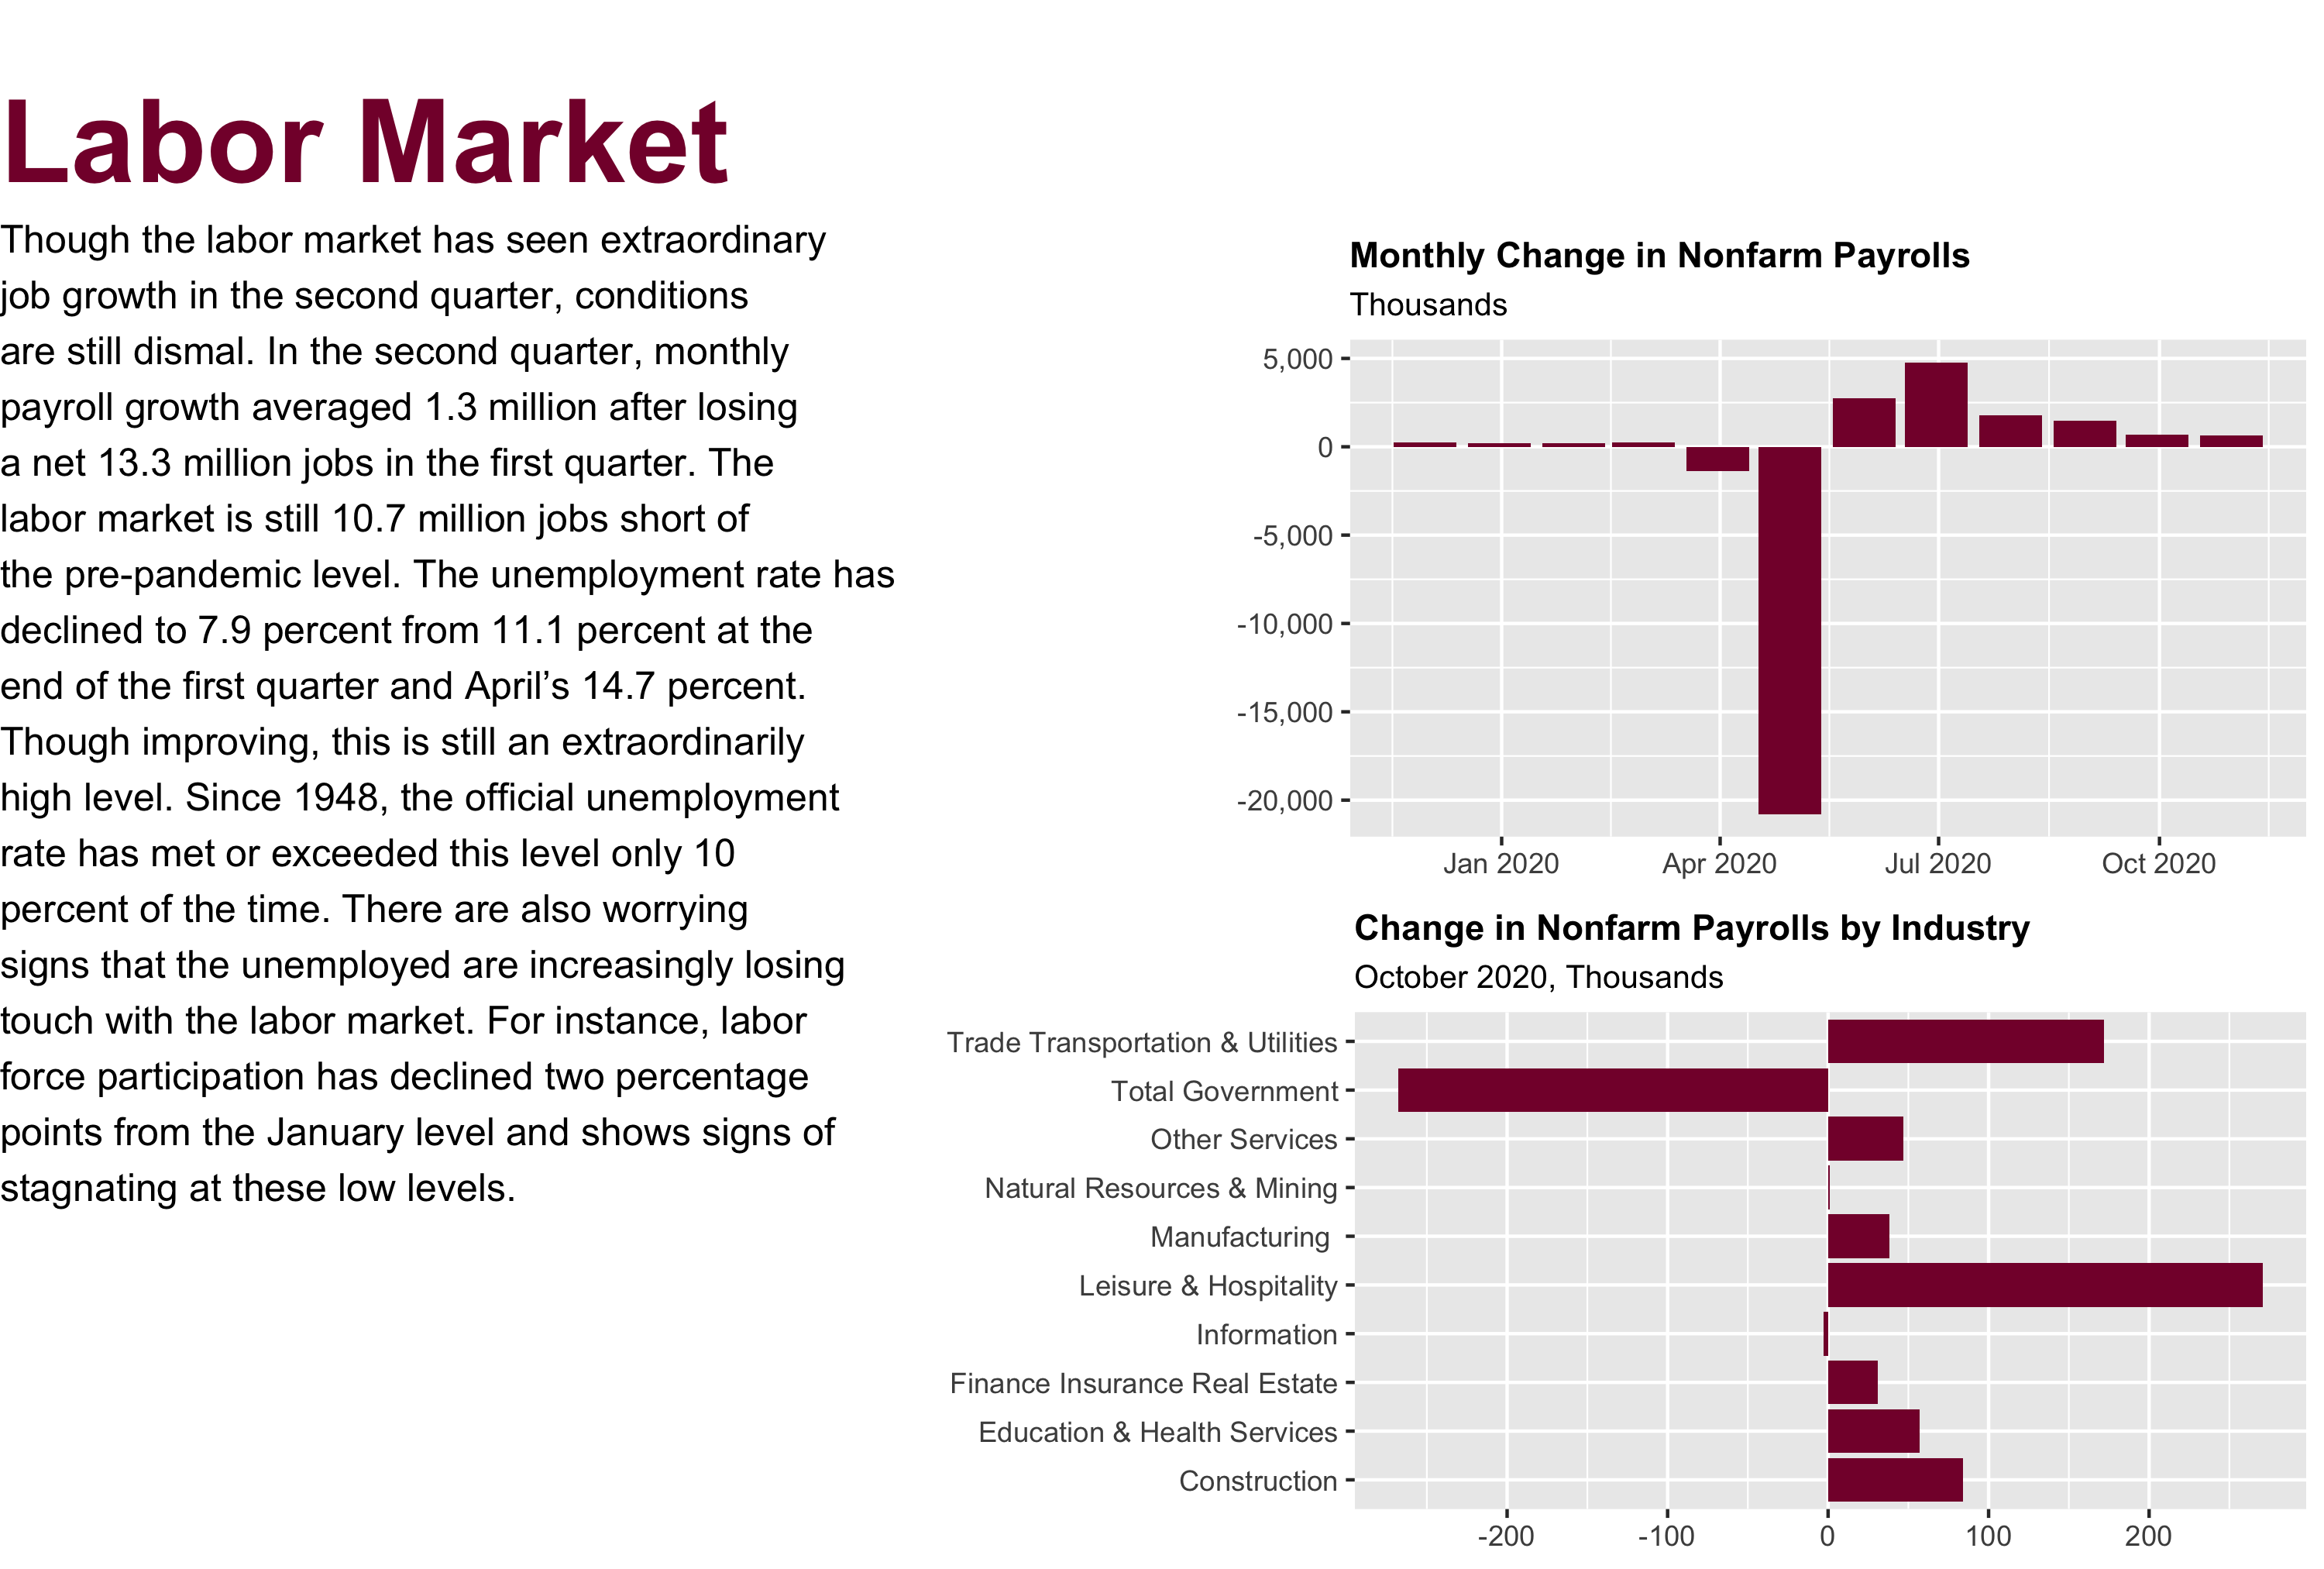 Labor Market
Though the labor market has seen extraordinary
job growth in the second quarter, conditions
are still dismal. In the second quarter, monthly
payroll growth averaged 1.3 million after losing
a net 13.3 million jobs in the first quarter. The
labor market is still 10.7 million jobs short of
the pre-pandemic level. The unemployment rate has
declined to 7.9 percent from 11.1 percent at the
end of the first quarter and April’s 14.7 percent.
Though improving, this is still an extraordinarily
high level. Since 1948, the official unemployment
rate has met or exceeded this level only 10
percent of the time. There are also worrying
signs that the unemployed are increasingly losing
touch with the labor market. For instance, labor
force participation has declined two percentage
points from the January level and shows signs of
stagnating at these low levels.
Monthly Change in Nonfarm Payrolls
Thousands
5,000
0
-5,000
-10,000
-15,000
-20,000
Jan 2020 Apr 2020 Jul 2020 Oct 2020
Change in Nonfarm Payrolls by Industry
October 2020, Thousands
Trade Transportation & Utilities
Total Government
Other Services
Natural Resources & Mining
Manufacturing
Leisure & Hospitality
Information
Finance Insurance Real Estate
Education & Health Services
Construction
-200 -100 0 100 200